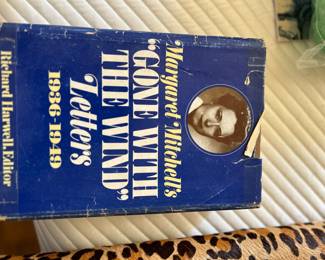 Margaret Mitchell's
"GONE WITH
THE WIND"
Letters
1936-1949
Richard Harwell, Editor